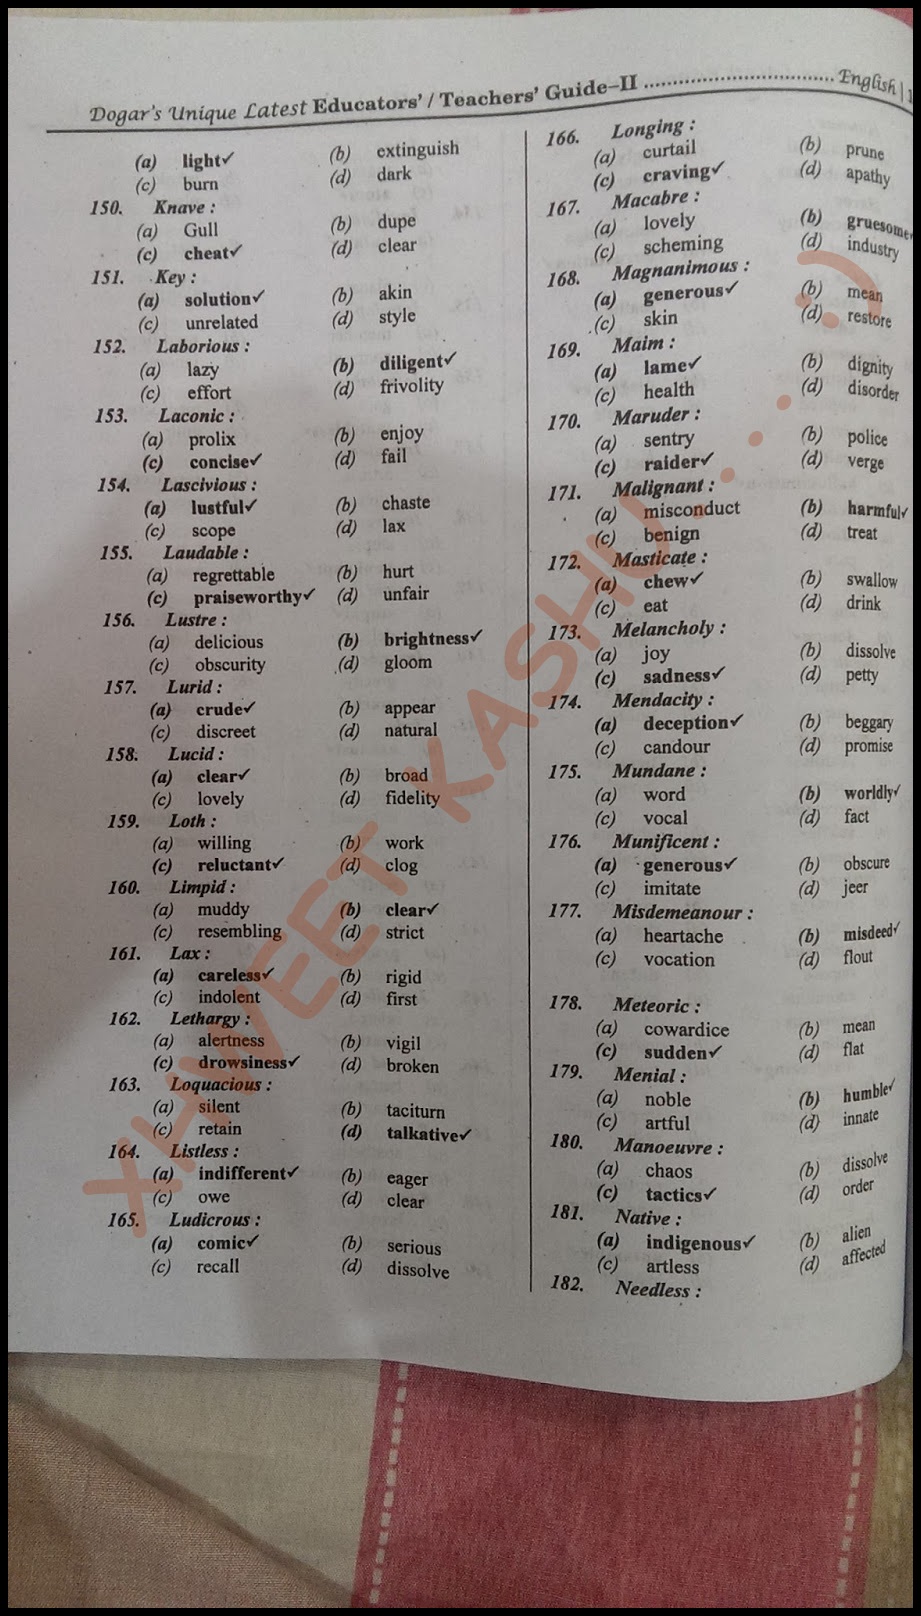 Dogar's Unique Latest Educators' / Teachers' Guide–II ................................ English |
(a) light✓ (b) extinguish
(c) burn (d) dark
150. Knave :
(a) Gull (b) dupe
(c) cheat✓ (d) clear
151. Key :
(a) solution✓ (b) akin
(c) unrelated (d) style
152. Laborious :
(a) lazy (b) diligent✓
(c) effort (d) frivolity
153. Laconic :
(a) prolix (b) enjoy
(c) concise✓ (d) fail
154. Lascivious :
(a) lustful✓ (b) chaste
(c) scope (d) lax
155. Laudable :
(a) regrettable (b) hurt
(c) praiseworthy✓ (d) unfair
156. Lustre :
(a) delicious (b) brightness✓
(c) obscurity (d) gloom
157. Lurid :
(a) crude✓ (b) appear
(c) discreet (d) natural
158. Lucid :
(a) clear✓ (b) broad
(c) lovely (d) fidelity
159. Loth :
(a) willing (b) work
(c) reluctant✓ (d) clog
160. Limpid :
(a) muddy (b) clear✓
(c) resembling (d) strict
161. Lax :
(a) careless✓ (b) rigid
(c) indolent (d) first
162. Lethargy :
(a) alertness (b) vigil
(c) drowsiness✓ (d) broken
163. Loquacious :
(a) silent (b) taciturn
(c) retain (d) talkative✓
164. Listless :
(a) indifferent✓ (b) eager
(c) owe (d) clear
165. Ludicrous :
(a) comic✓ (b) serious
(c) recall (d) dissolve
166. Longing :
(a) curtail (b) prune
(c) craving✓ (d) apathy
167. Macabre :
(a) lovely (b) gruesome
(c) scheming (d) industry
168. Magnanimous :
(a) generous✓ (b) mean
(c) skin (d) restore
169. Maim :
(a) lame✓ (b) dignity
(c) health (d) disorder
170. Maruder :
(a) sentry (b) police
(c) raider✓ (d) verge
171. Malignant :
(a) misconduct (b) harmful✓
(c) benign (d) treat
172. Masticate :
(a) chew✓ (b) swallow
(c) eat (d) drink
173. Melancholy :
(a) joy (b) dissolve
(c) sadness✓ (d) petty
174. Mendacity :
(a) deception✓ (b) beggary
(c) candour (d) promise
175. Mundane :
(a) word (b) worldly✓
(c) vocal (d) fact
176. Munificent :
(a) generous✓ (b) obscure
(c) imitate (d) jeer
177. Misdemeanour :
(a) heartache (b) misdeed✓
(c) vocation (d) flout
178. Meteoric :
(a) cowardice (b) mean
(c) sudden✓ (d) flat
179. Menial :
(a) noble (b) humble✓
(c) artful (d) innate
180. Manoeuvre :
(a) chaos (b) dissolve
(c) tactics✓ (d) order
181. Native :
(a) indigenous✓ (b) alien
(c) artless (d) affected
182. Needless :
XHWEET KASHU.....:)